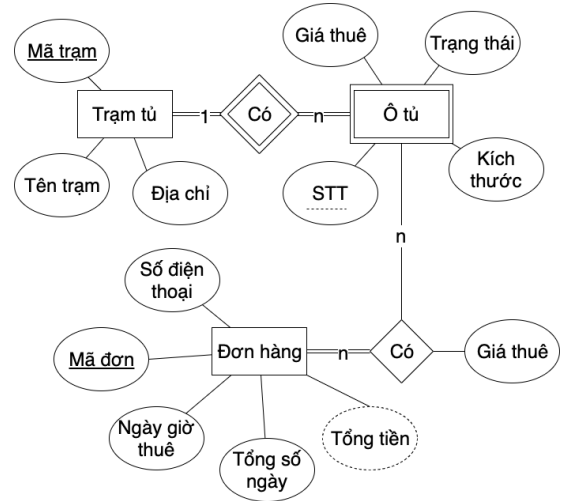 Mã trạm
Giá thuê
Trạng thái
Trạm tủ
1
Có
n
Ô tủ
Tên trạm
Địa chỉ
STT
Kích
thước
n
Số điện
thoại
Mã đơn
Đơn hàng
n
Có
Giá thuê
Ngày giờ
thuê
Tổng số
ngày
Tổng tiền